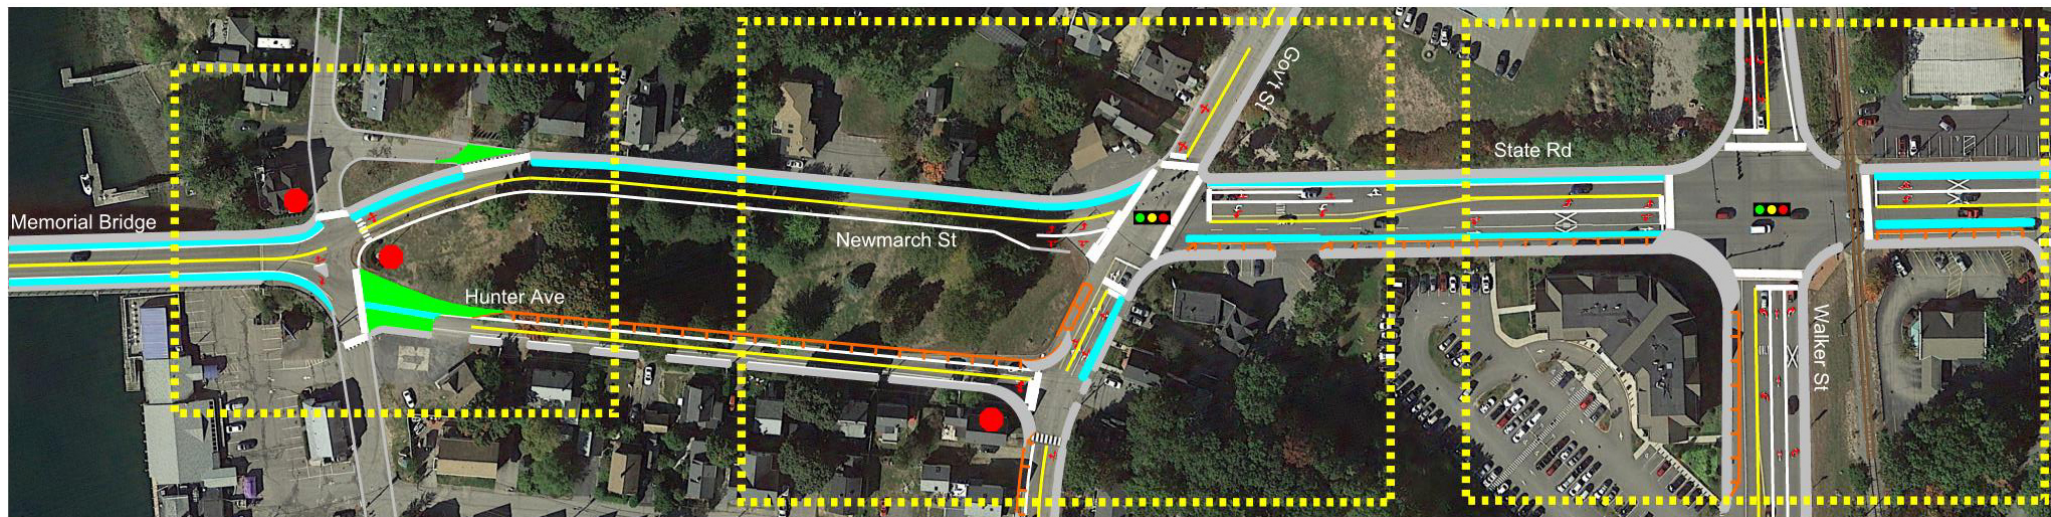 Gov't St
State Rd
Memorial Bridge
Newmarch St
Hunter Ave
Walker St